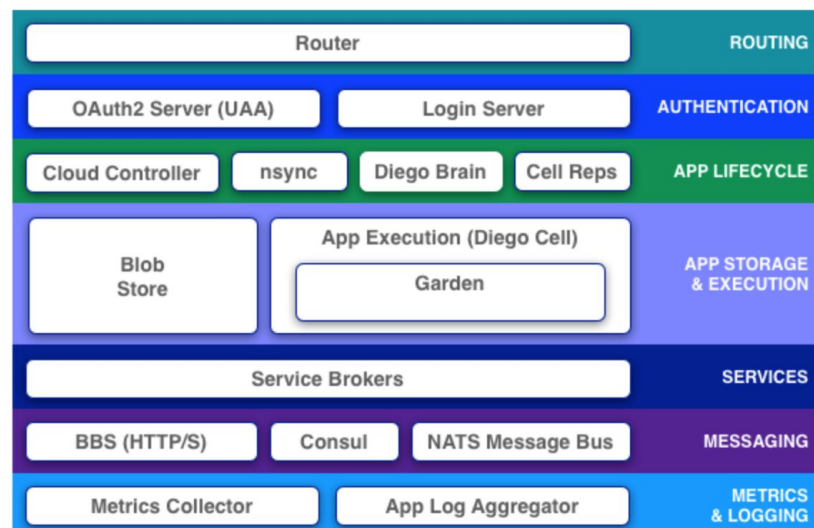 Router
ROUTING
OAuth2 Server (UAA)
Login Server
AUTHENTICATION
Cloud Controller
nsync
Diego Brain
Cell Reps
APP LIFECYCLE
Blob
Store
App Execution (Diego Cell)
Garden
APP STORAGE
& EXECUTION
Service Brokers
SERVICES
BBS (HTTP/S)
Consul
NATS Message Bus
MESSAGING
Metrics Collector
App Log Aggregator
METRICS
& LOGGING